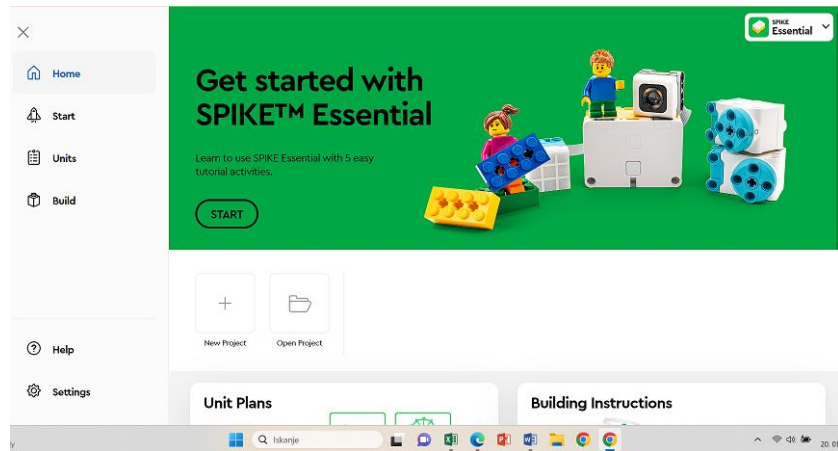 Home
Start
Units
Build
Help
Settings
SPIKE
Essential
Get started with
SPIKE™ Essential
Learn to use SPIKE Essential with 5 easy
tutorial activities.
START
New Project
Open Project
Unit Plans
Building Instructions
Iskanje